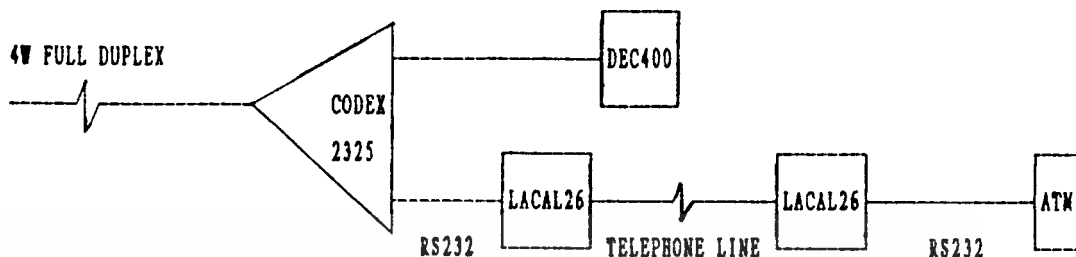 4W FULL DUPLEX
DEC400
CODEX
2325
LACAL26
LACAL26
ATM
RS232
TELEPHONE LINE
RS232